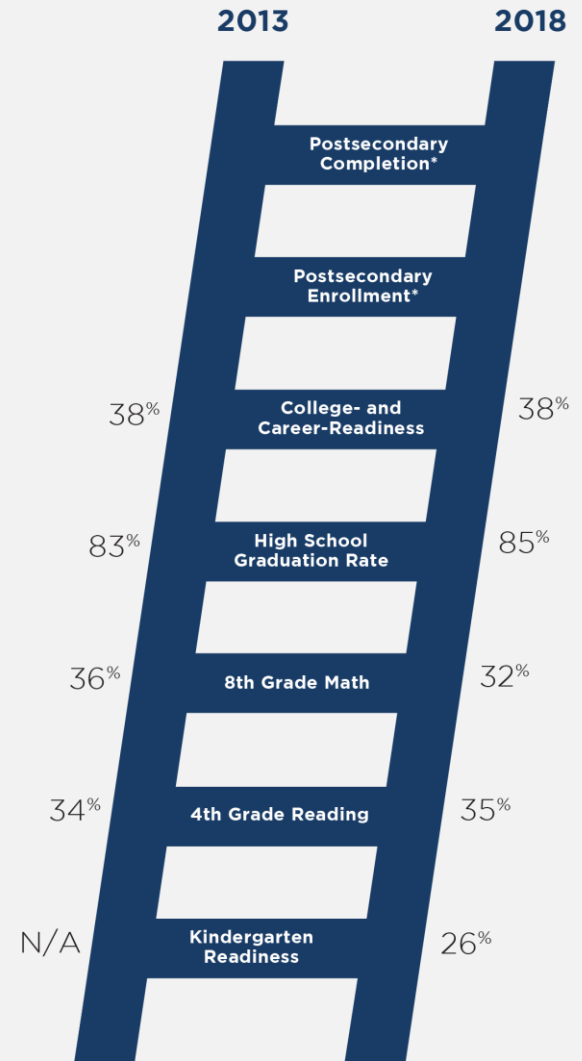 2013 2018
Postsecondary
Completion*
Postsecondary
Enrollment*
38% College- and 38%
Career-Readiness
83% High School 85%
Graduation Rate
36% 8th Grade Math 32%
34% 4th Grade Reading 35%
N/A Kindergarten 26%
Readiness